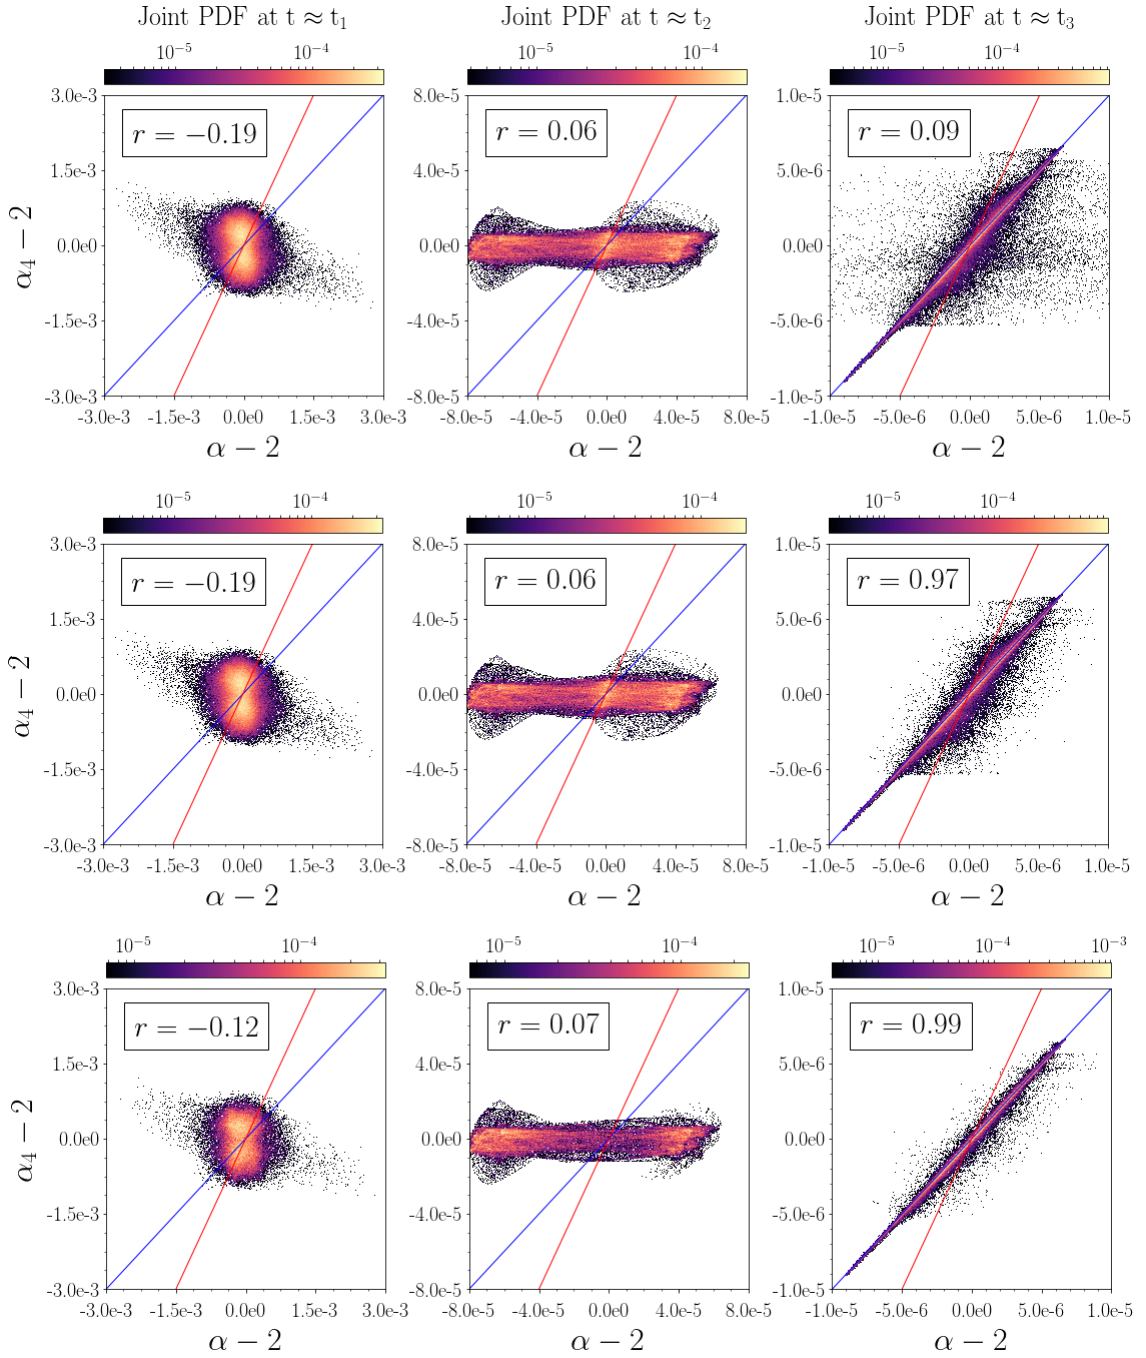 Joint PDF at t ≈ t₁ Joint PDF at t ≈ t₂ Joint PDF at t ≈ t₃
10⁻⁵ 10⁻⁴ 10⁻⁵ 10⁻⁴ 10⁻⁵ 10⁻⁴
3.0e-3 8.0e-5 1.0e-5
r = −0.19 r = 0.06 r = 0.09
1.5e-3 4.0e-5 5.0e-6
α₄ − 2 0.0e0 0.0e0 0.0e0
-1.5e-3 -4.0e-5 -5.0e-6
-3.0e-3 -8.0e-5 -1.0e-5
-3.0e-3 -1.5e-3 0.0e0 1.5e-3 3.0e-3 -8.0e-5 -4.0e-5 0.0e0 4.0e-5 8.0e-5 -1.0e-5 -5.0e-6 0.0e0 5.0e-6 1.0e-5
α − 2 α − 2 α − 2
10⁻⁵ 10⁻⁴ 10⁻⁵ 10⁻⁴ 10⁻⁵ 10⁻⁴
3.0e-3 8.0e-5 1.0e-5
r = −0.19 r = 0.06 r = 0.97
1.5e-3 4.0e-5 5.0e-6
α₄ − 2 0.0e0 0.0e0 0.0e0
-1.5e-3 -4.0e-5 -5.0e-6
-3.0e-3 -8.0e-5 -1.0e-5
-3.0e-3 -1.5e-3 0.0e0 1.5e-3 3.0e-3 -8.0e-5 -4.0e-5 0.0e0 4.0e-5 8.0e-5 -1.0e-5 -5.0e-6 0.0e0 5.0e-6 1.0e-5
α − 2 α − 2 α − 2
10⁻⁵ 10⁻⁴ 10⁻⁵ 10⁻⁴ 10⁻⁵ 10⁻⁴ 10⁻³
3.0e-3 8.0e-5 1.0e-5
r = −0.12 r = 0.07 r = 0.99
1.5e-3 4.0e-5 5.0e-6
α₄ − 2 0.0e0 0.0e0 0.0e0
-1.5e-3 -4.0e-5 -5.0e-6
-3.0e-3 -8.0e-5 -1.0e-5
-3.0e-3 -1.5e-3 0.0e0 1.5e-3 3.0e-3 -8.0e-5 -4.0e-5 0.0e0 4.0e-5 8.0e-5 -1.0e-5 -5.0e-6 0.0e0 5.0e-6 1.0e-5
α − 2 α − 2 α − 2